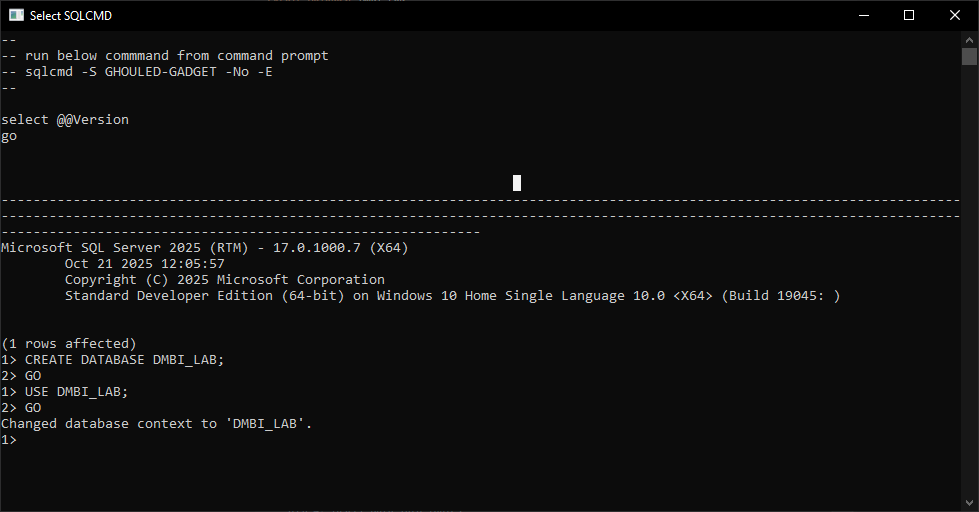 Select SQLCMD
--
-- run below commmand from command prompt
-- sqlcmd -S GHOULED-GADGET -No -E
--
select @@Version
go
------------------------------------------------------------------------------------------------------------------------
------------------------------------------------------------------------------------------------------------------------
------------------------------------------------------------
Microsoft SQL Server 2025 (RTM) - 17.0.1000.7 (X64)
        Oct 21 2025 12:05:57
        Copyright (C) 2025 Microsoft Corporation
        Standard Developer Edition (64-bit) on Windows 10 Home Single Language 10.0 <X64> (Build 19045: )
(1 rows affected)
1> CREATE DATABASE DMBI_LAB;
2> GO
1> USE DMBI_LAB;
2> GO
Changed database context to 'DMBI_LAB'.
1>